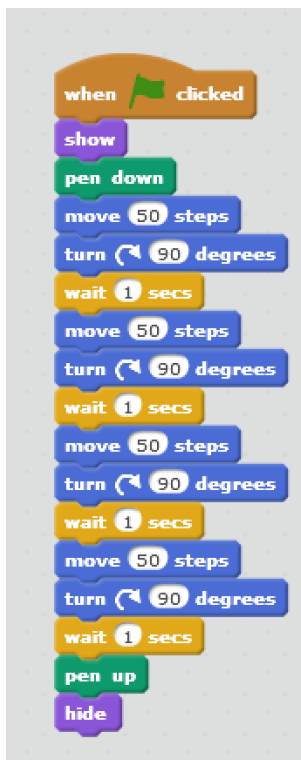 when clicked
show
pen down
move 50 steps
turn 90 degrees
wait 1 secs
move 50 steps
turn 90 degrees
wait 1 secs
move 50 steps
turn 90 degrees
wait 1 secs
move 50 steps
turn 90 degrees
wait 1 secs
pen up
hide